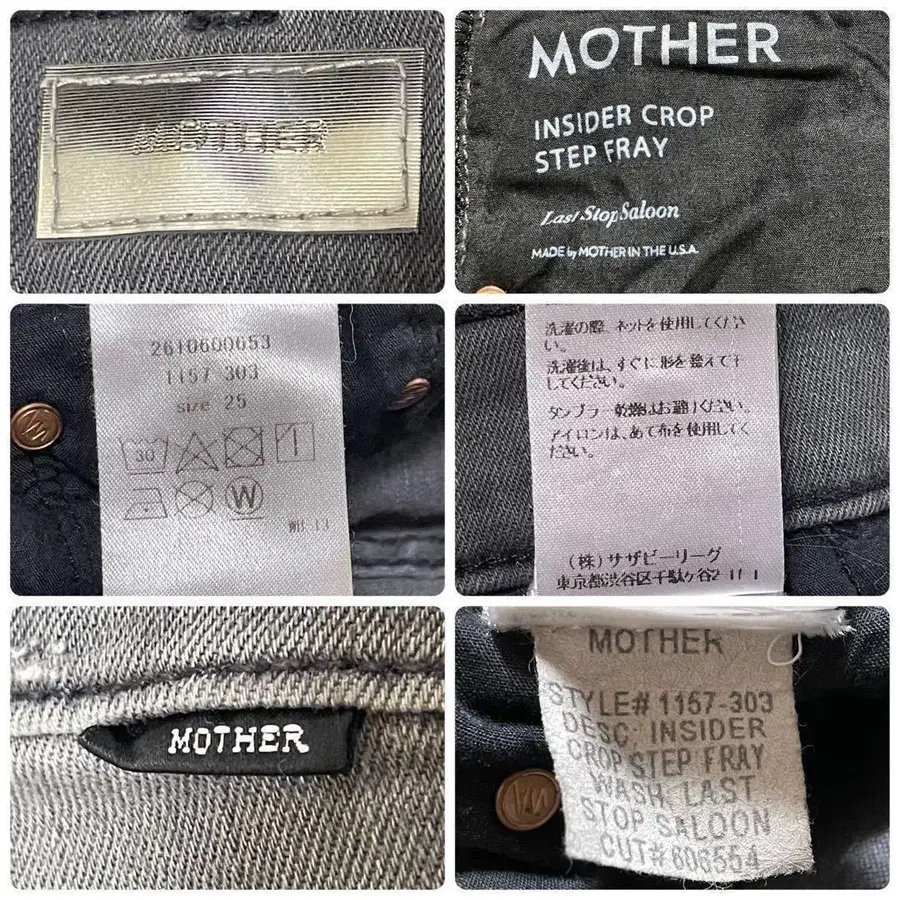 MOTHER
MOTHER
INSIDER CROP
STEP FRAY
Last Stop Saloon
MADE by MOTHER IN THE U.S.A.
2610600653
1157-303
size 25
30
W
洗濯の際、ネットを使用してくださ
い。
洗濯後は、すぐに形を整えて干
してください。
タンブラー乾燥はお避けください。
アイロンは、あて布を使用してく
ださい。
(株)サザビーリーグ
東京都渋谷区千駄ケ谷2-11-1
MOTHER
MOTHER
STYLE# 1157-303
DESC: INSIDER
CROP STEP FRAY
WASH: LAST
STOP SALOON
CUT# 606554